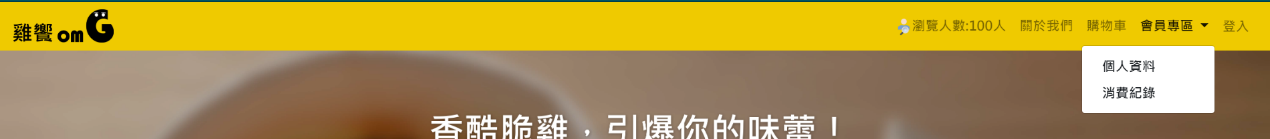 雞饗 omG
瀏覽人數:100人 關於我們 購物車 會員專區 登入
個人資料
消費紀錄
香酷脆雞，引爆你的味蕾！